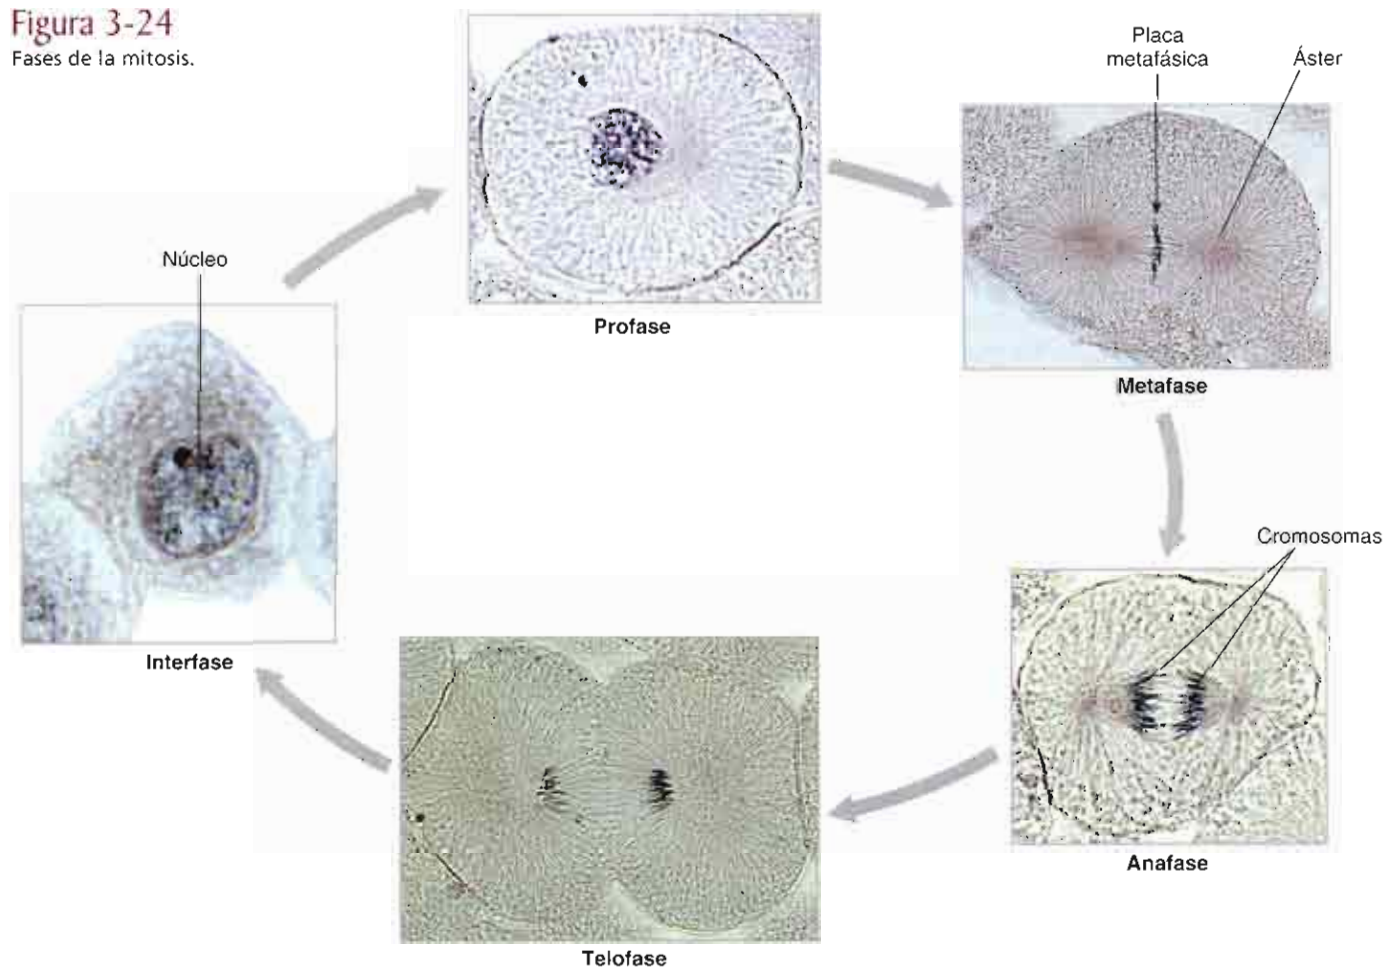 Figura 3-24
Fases de la mitosis.
Placa
metafásica
Áster
Núcleo
Profase
Metafase
Cromosomas
Interfase
Anafase
Telofase